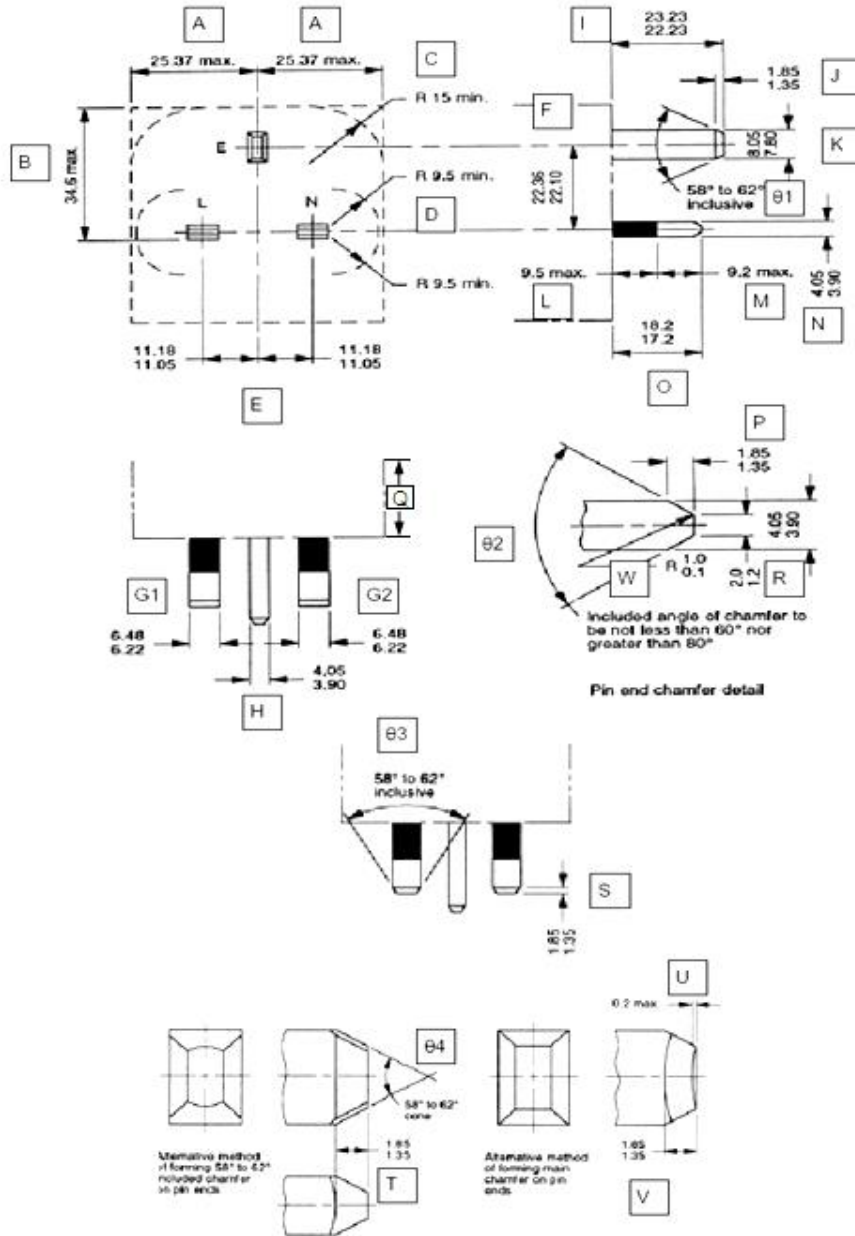 A A
25.37 max. 25.37 max.
C
R 15 min.
B
34.6 max
E
L N
R 9.5 min.
D
R 9.5 min.
11.18
11.05
11.18
11.05
E
I
23.23
22.23
1.85
1.35
J
F
22.36
22.10
8.05
7.80
K
58° to 62°
inclusive
θ1
9.5 max. 9.2 max.
4.05
3.90
L M N
18.2
17.2
O
Q
G1 G2
6.48
6.22
6.48
6.22
4.05
3.90
H
P
1.85
1.35
θ2
4.05
3.90
2.0
1.2
W
R 1.0
0.1
R
Included angle of chamfer to
be not less than 60° nor
greater than 80°
Pin end chamfer detail
θ3
58° to 62°
inclusive
S
1.85
1.35
θ4
58° to 62°
cone
Alternative method
of forming 58° to 62°
included chamfer
on pin ends
1.85
1.35
T
U
0.2 max
Alternative method
of forming main
chamfer on pin
ends
1.85
1.35
V